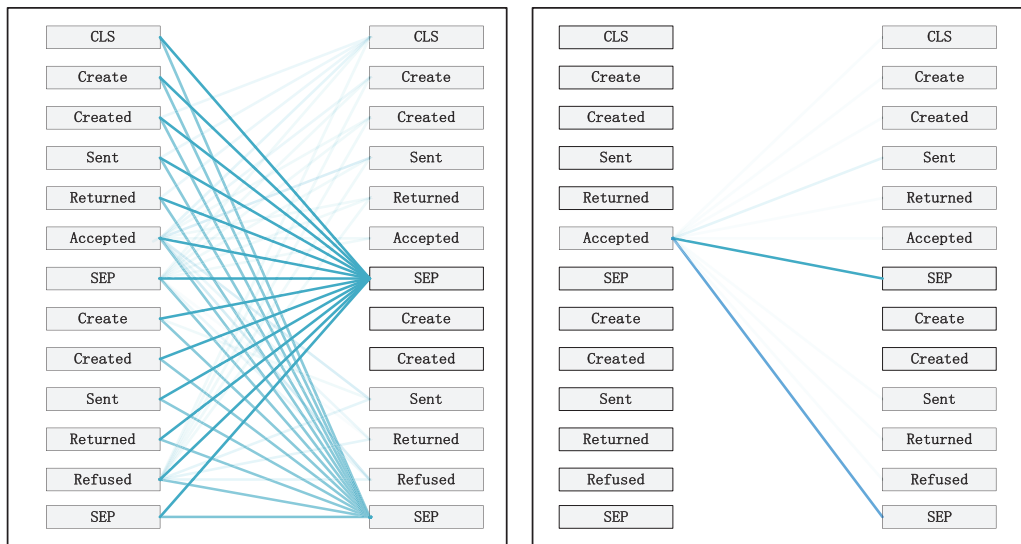 CLS CLS CLS CLS
Create Create Create Create
Created Created Created Created
Sent Sent Sent Sent
Returned Returned Returned Returned
Accepted Accepted Accepted Accepted
SEP SEP SEP SEP
Create Create Create Create
Created Created Created Created
Sent Sent Sent Sent
Returned Returned Returned Returned
Refused Refused Refused Refused
SEP SEP SEP SEP